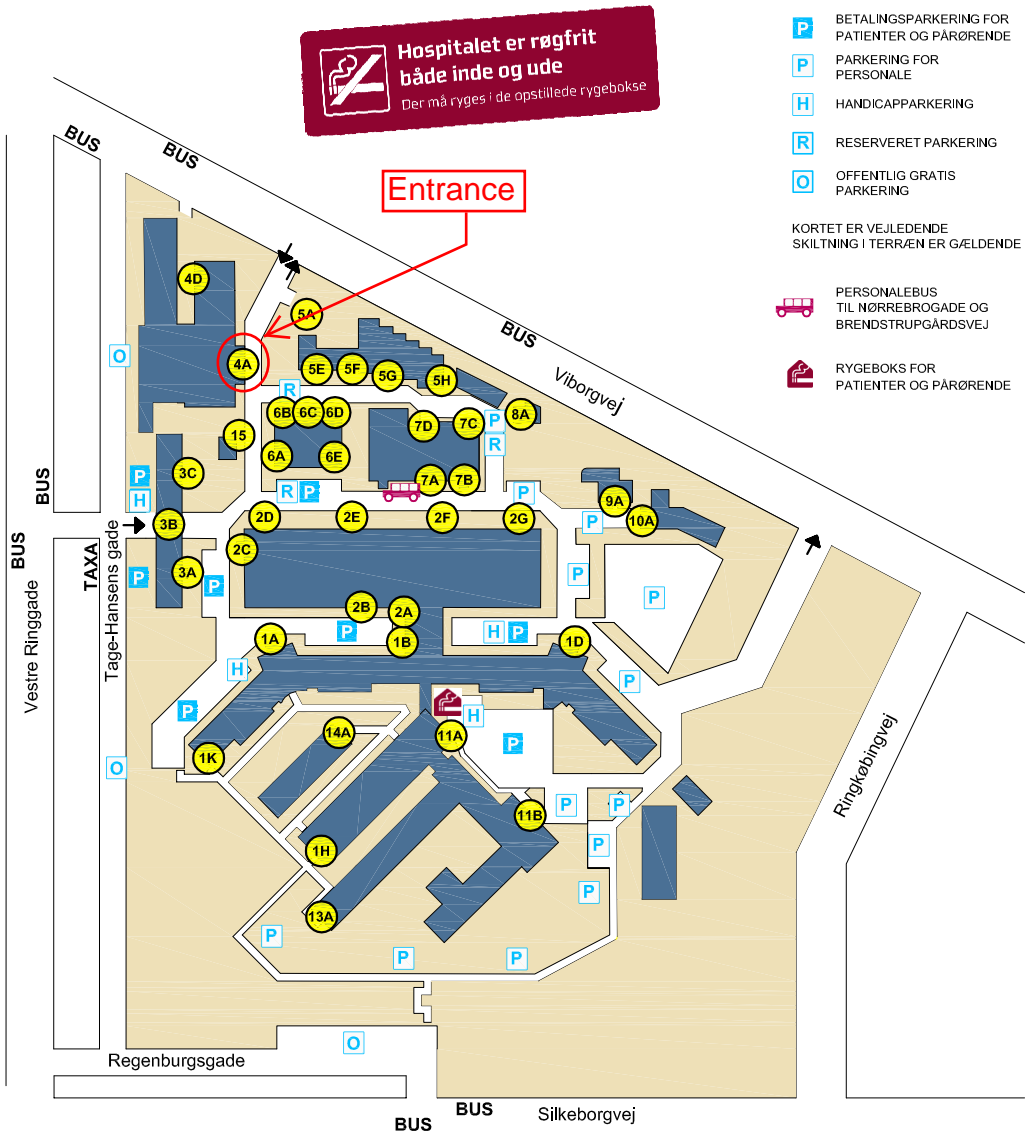 Hospitalet er røgfrit
både inde og ude
Der må ryges i de opstillede rygebokse
P BETALINGSPARKERING FOR
PATIENTER OG PÅRØRENDE
P PARKERING FOR
PERSONALE
H HANDICAPPARKERING
R RESERVERET PARKERING
O OFFENTLIG GRATIS
PARKERING
KORTET ER VEJLEDENDE
SKILTNING I TERRÆN ER GÆLDENDE
PERSONALEBUS
TIL NØRREBROGADE OG
BRENDSTRUPGÅRDSVEJ
RYGEBOKS FOR
PATIENTER OG PÅRØRENDE
BUS
BUS
Entrance
4D
5A
BUS
O
4A
5E
5F
5G
5H
Viborgvej
R
6B
6C
6D
7D
7C
P
8A
R
15
6A
6E
7A
7B
3C
P
H
R
P
P
9A
BUS
3B
2D
2E
2F
2G
P
10A
2C
BUS
TAXA
Tage-Hansens gade
Vestre Ringgade
P
3A
P
P
P
2B
2A
1A
P
1B
H
P
1D
H
P
P
H
14A
11A
P
1K
O
Ringkøbingvej
11B
P
P
P
1H
P
13A
P
P
P
O
Regenburgsgade
BUS
BUS
Silkeborgvej